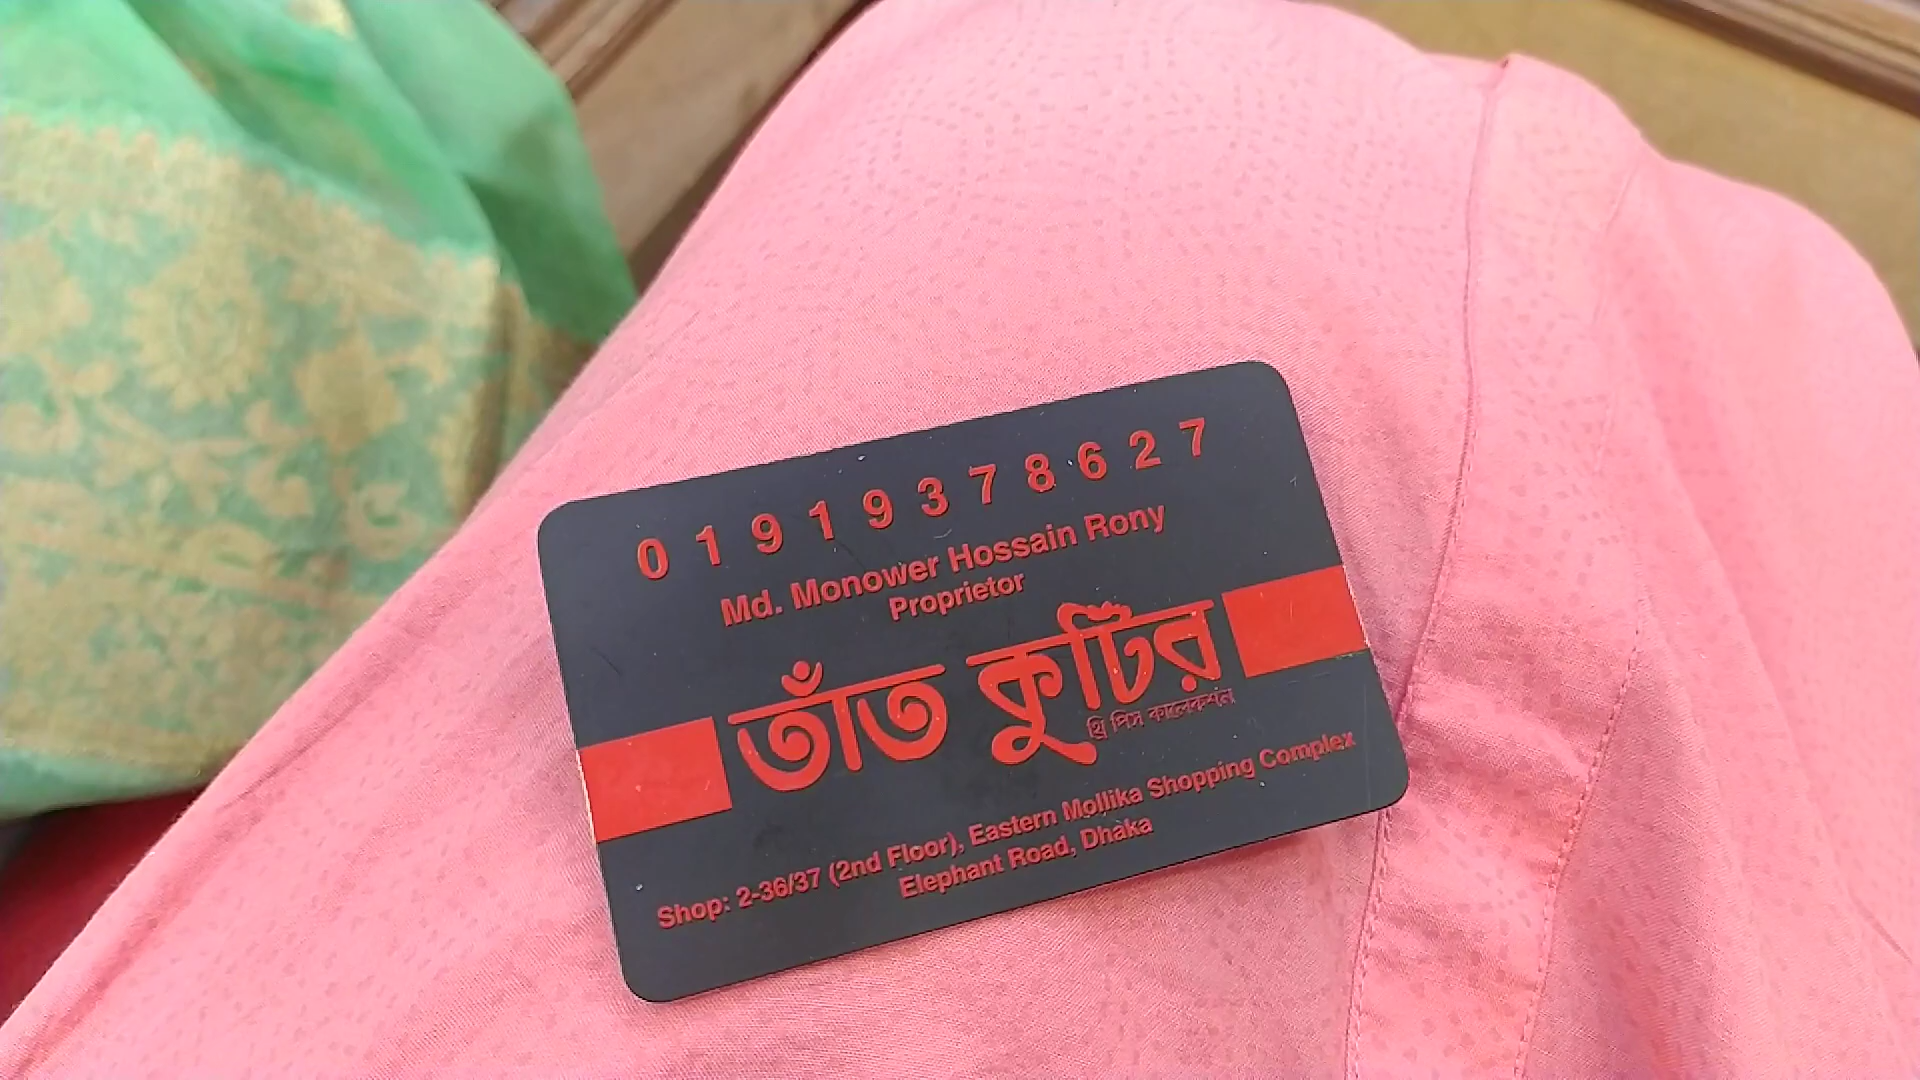 01919378627
Md. Monower Hossain Rony
Proprietor
তাঁত কুটির
থ্রি পিস কালেকশন
Shop: 2-36/37 (2nd Floor), Eastern Mollika Shopping Complex
Elephant Road, Dhaka